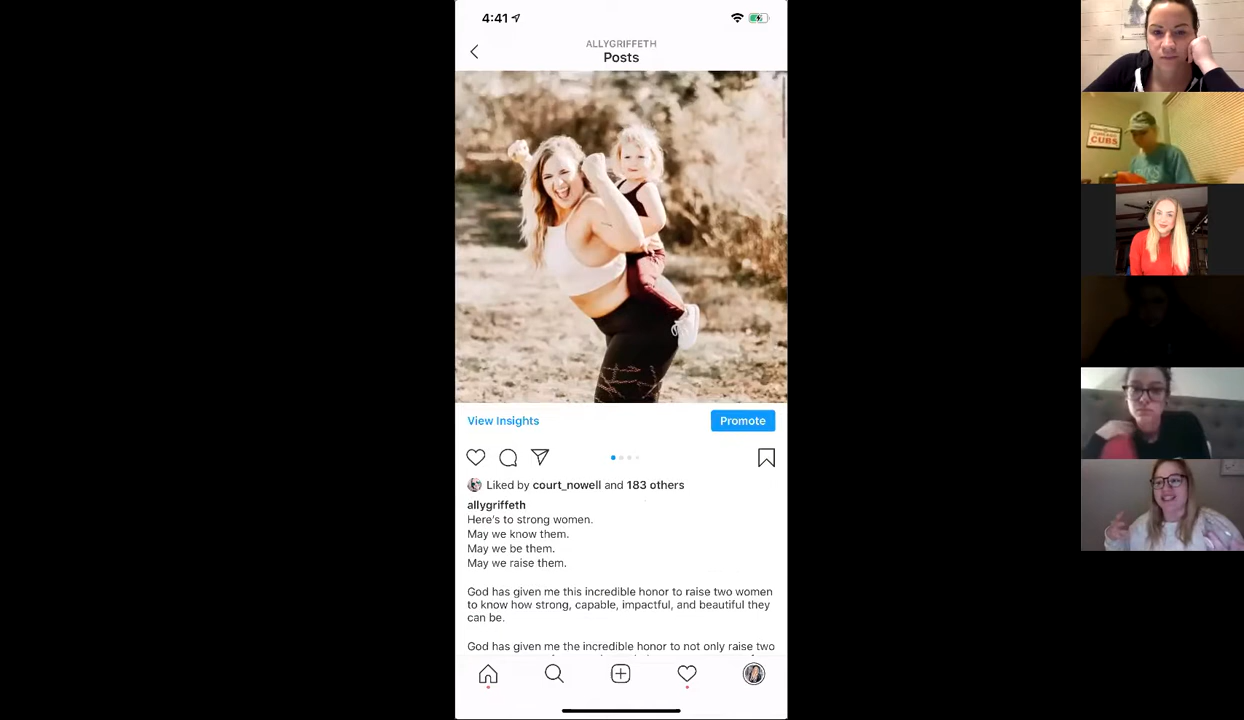 4:41
ALLYGRIFFETH
Posts
View Insights
Promote
Liked by court_nowell and 183 others
allygriffeth
Here's to strong women.
May we know them.
May we be them.
May we raise them.
God has given me this incredible honor to raise two women
to know how strong, capable, impactful, and beautiful they
can be.
God has given me the incredible honor to not only raise two
CUBS